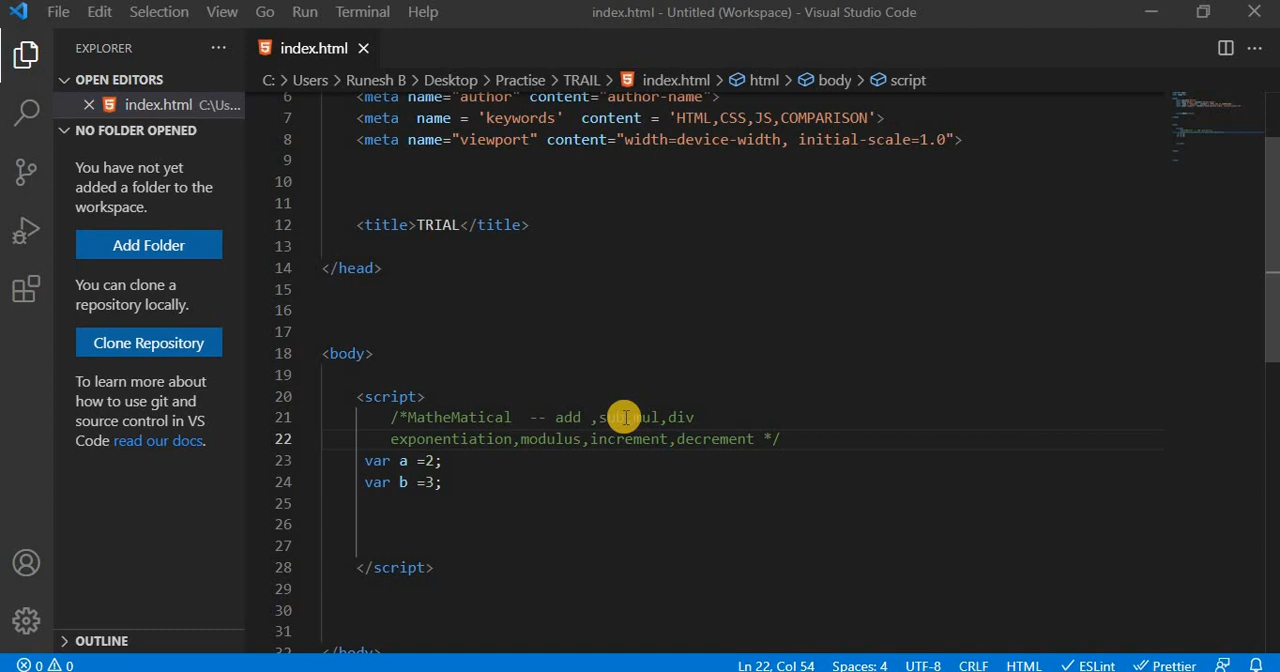 File Edit Selection View Go Run Terminal Help index.html - Untitled (Workspace) - Visual Studio Code
EXPLORER
OPEN EDITORS
index.html C:\Us...
NO FOLDER OPENED
You have not yet
added a folder to the
workspace.
Add Folder
You can clone a
repository locally.
Clone Repository
To learn more about
how to use git and
source control in VS
Code read our docs.
OUTLINE
index.html
C: > Users > Runesh B > Desktop > Practise > TRAIL > index.html > html > body > script
6 <meta name="author" content="author-name">
7 <meta  name = 'keywords'  content = 'HTML,CSS,JS,COMPARISON'>
8 <meta name="viewport" content="width=device-width, initial-scale=1.0">
9
10
11
12 <title>TRIAL</title>
13
14 </head>
15
16
17
18 <body>
19
20 <script>
21 /*MatheMatical  -- add ,sub,mul,div
22 exponentiation,modulus,increment,decrement */
23 var a =2;
24 var b =3;
25
26
27
28 </script>
29
30
31
32 </body>
0 0 Ln 22, Col 54 Spaces: 4 UTF-8 CRLF HTML ESLint Prettier